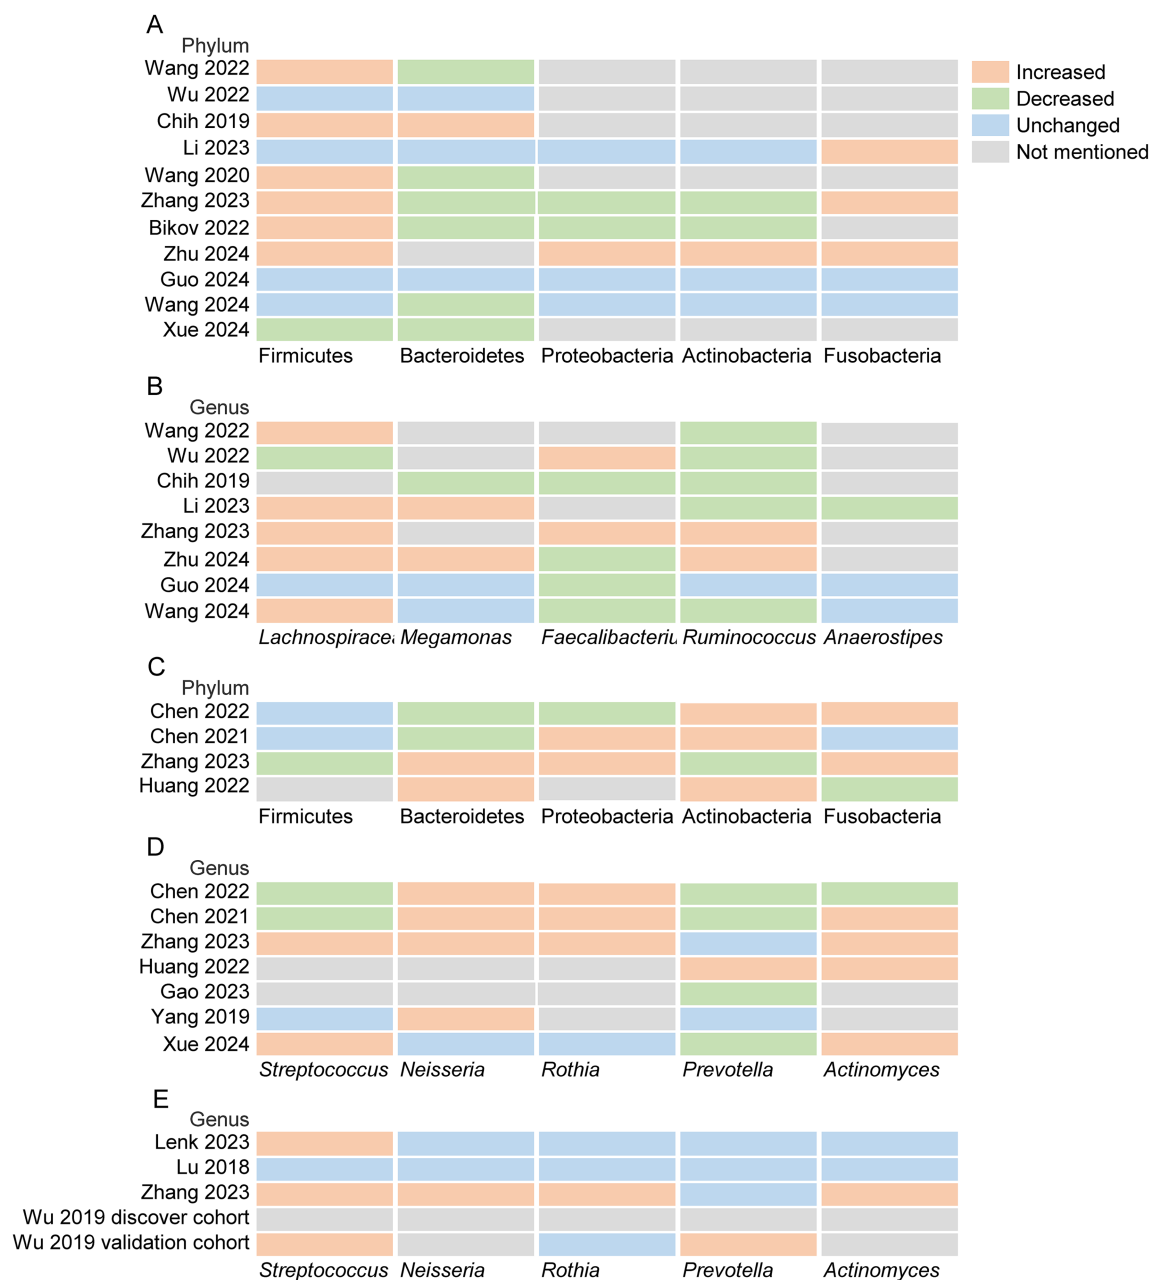 A
Phylum
Wang 2022
Wu 2022
Chih 2019
Li 2023
Wang 2020
Zhang 2023
Bikov 2022
Zhu 2024
Guo 2024
Wang 2024
Xue 2024
Firmicutes Bacteroidetes Proteobacteria Actinobacteria Fusobacteria
Increased
Decreased
Unchanged
Not mentioned
B
Genus
Wang 2022
Wu 2022
Chih 2019
Li 2023
Zhang 2023
Zhu 2024
Guo 2024
Wang 2024
Lachnospiracea Megamonas Faecalibacteriu Ruminococcus Anaerostipes
C
Phylum
Chen 2022
Chen 2021
Zhang 2023
Huang 2022
Firmicutes Bacteroidetes Proteobacteria Actinobacteria Fusobacteria
D
Genus
Chen 2022
Chen 2021
Zhang 2023
Huang 2022
Gao 2023
Yang 2019
Xue 2024
Streptococcus Neisseria Rothia Prevotella Actinomyces
E
Genus
Lenk 2023
Lu 2018
Zhang 2023
Wu 2019 discover cohort
Wu 2019 validation cohort
Streptococcus Neisseria Rothia Prevotella Actinomyces